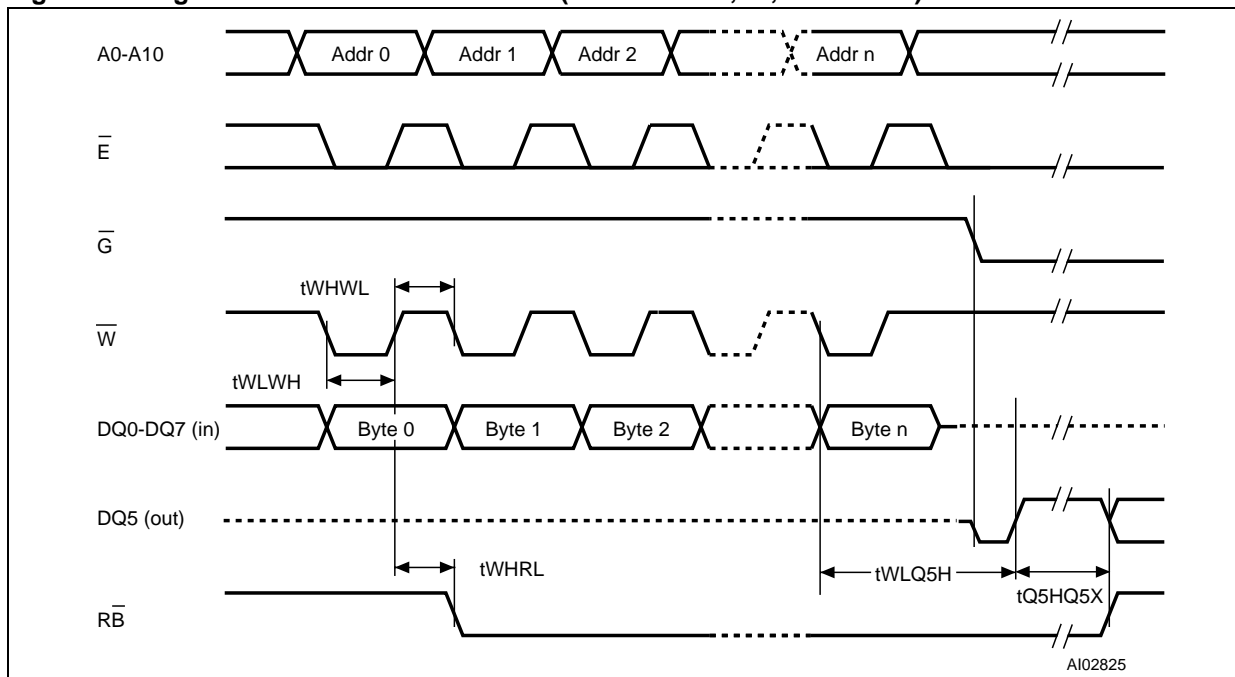 A0-A10
Addr 0
Addr 1
Addr 2
Addr n
E
G
tWHWL
W
tWLWH
DQ0-DQ7 (in)
Byte 0
Byte 1
Byte 2
Byte n
DQ5 (out)
tWHRL
tWLQ5H
tQ5HQ5X
RB
AI02825